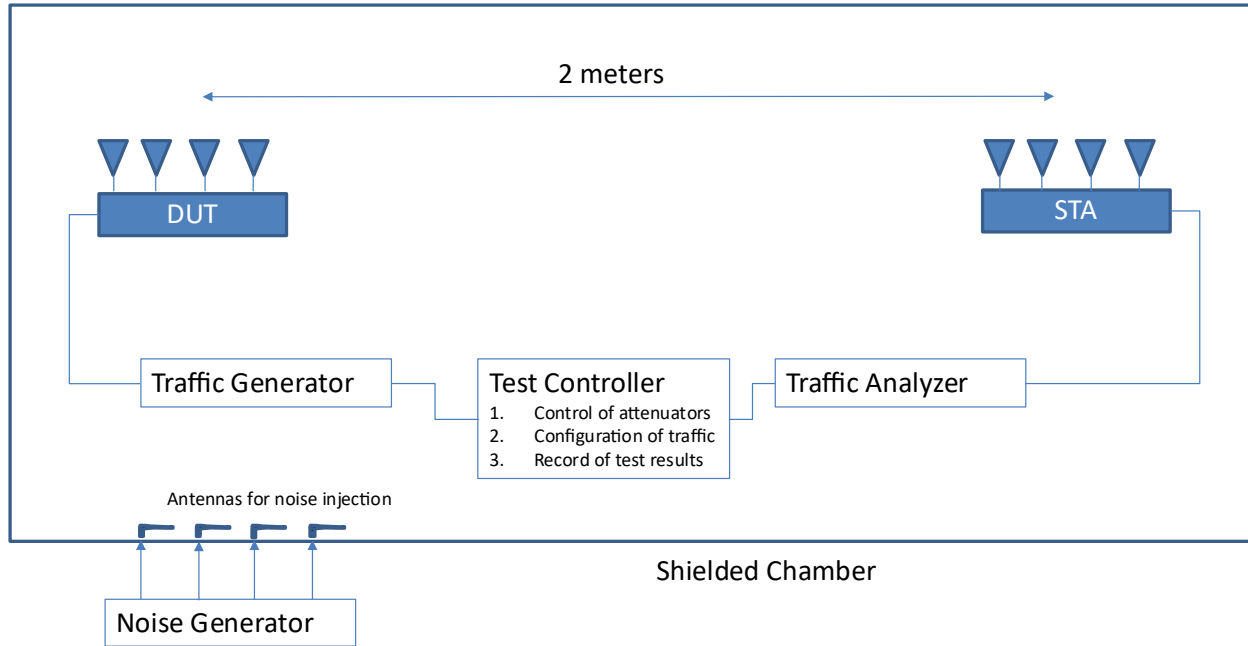 2 meters
DUT
STA
Traffic Generator
Test Controller
1. Control of attenuators
2. Configuration of traffic
3. Record of test results
Traffic Analyzer
Antennas for noise injection
Shielded Chamber
Noise Generator